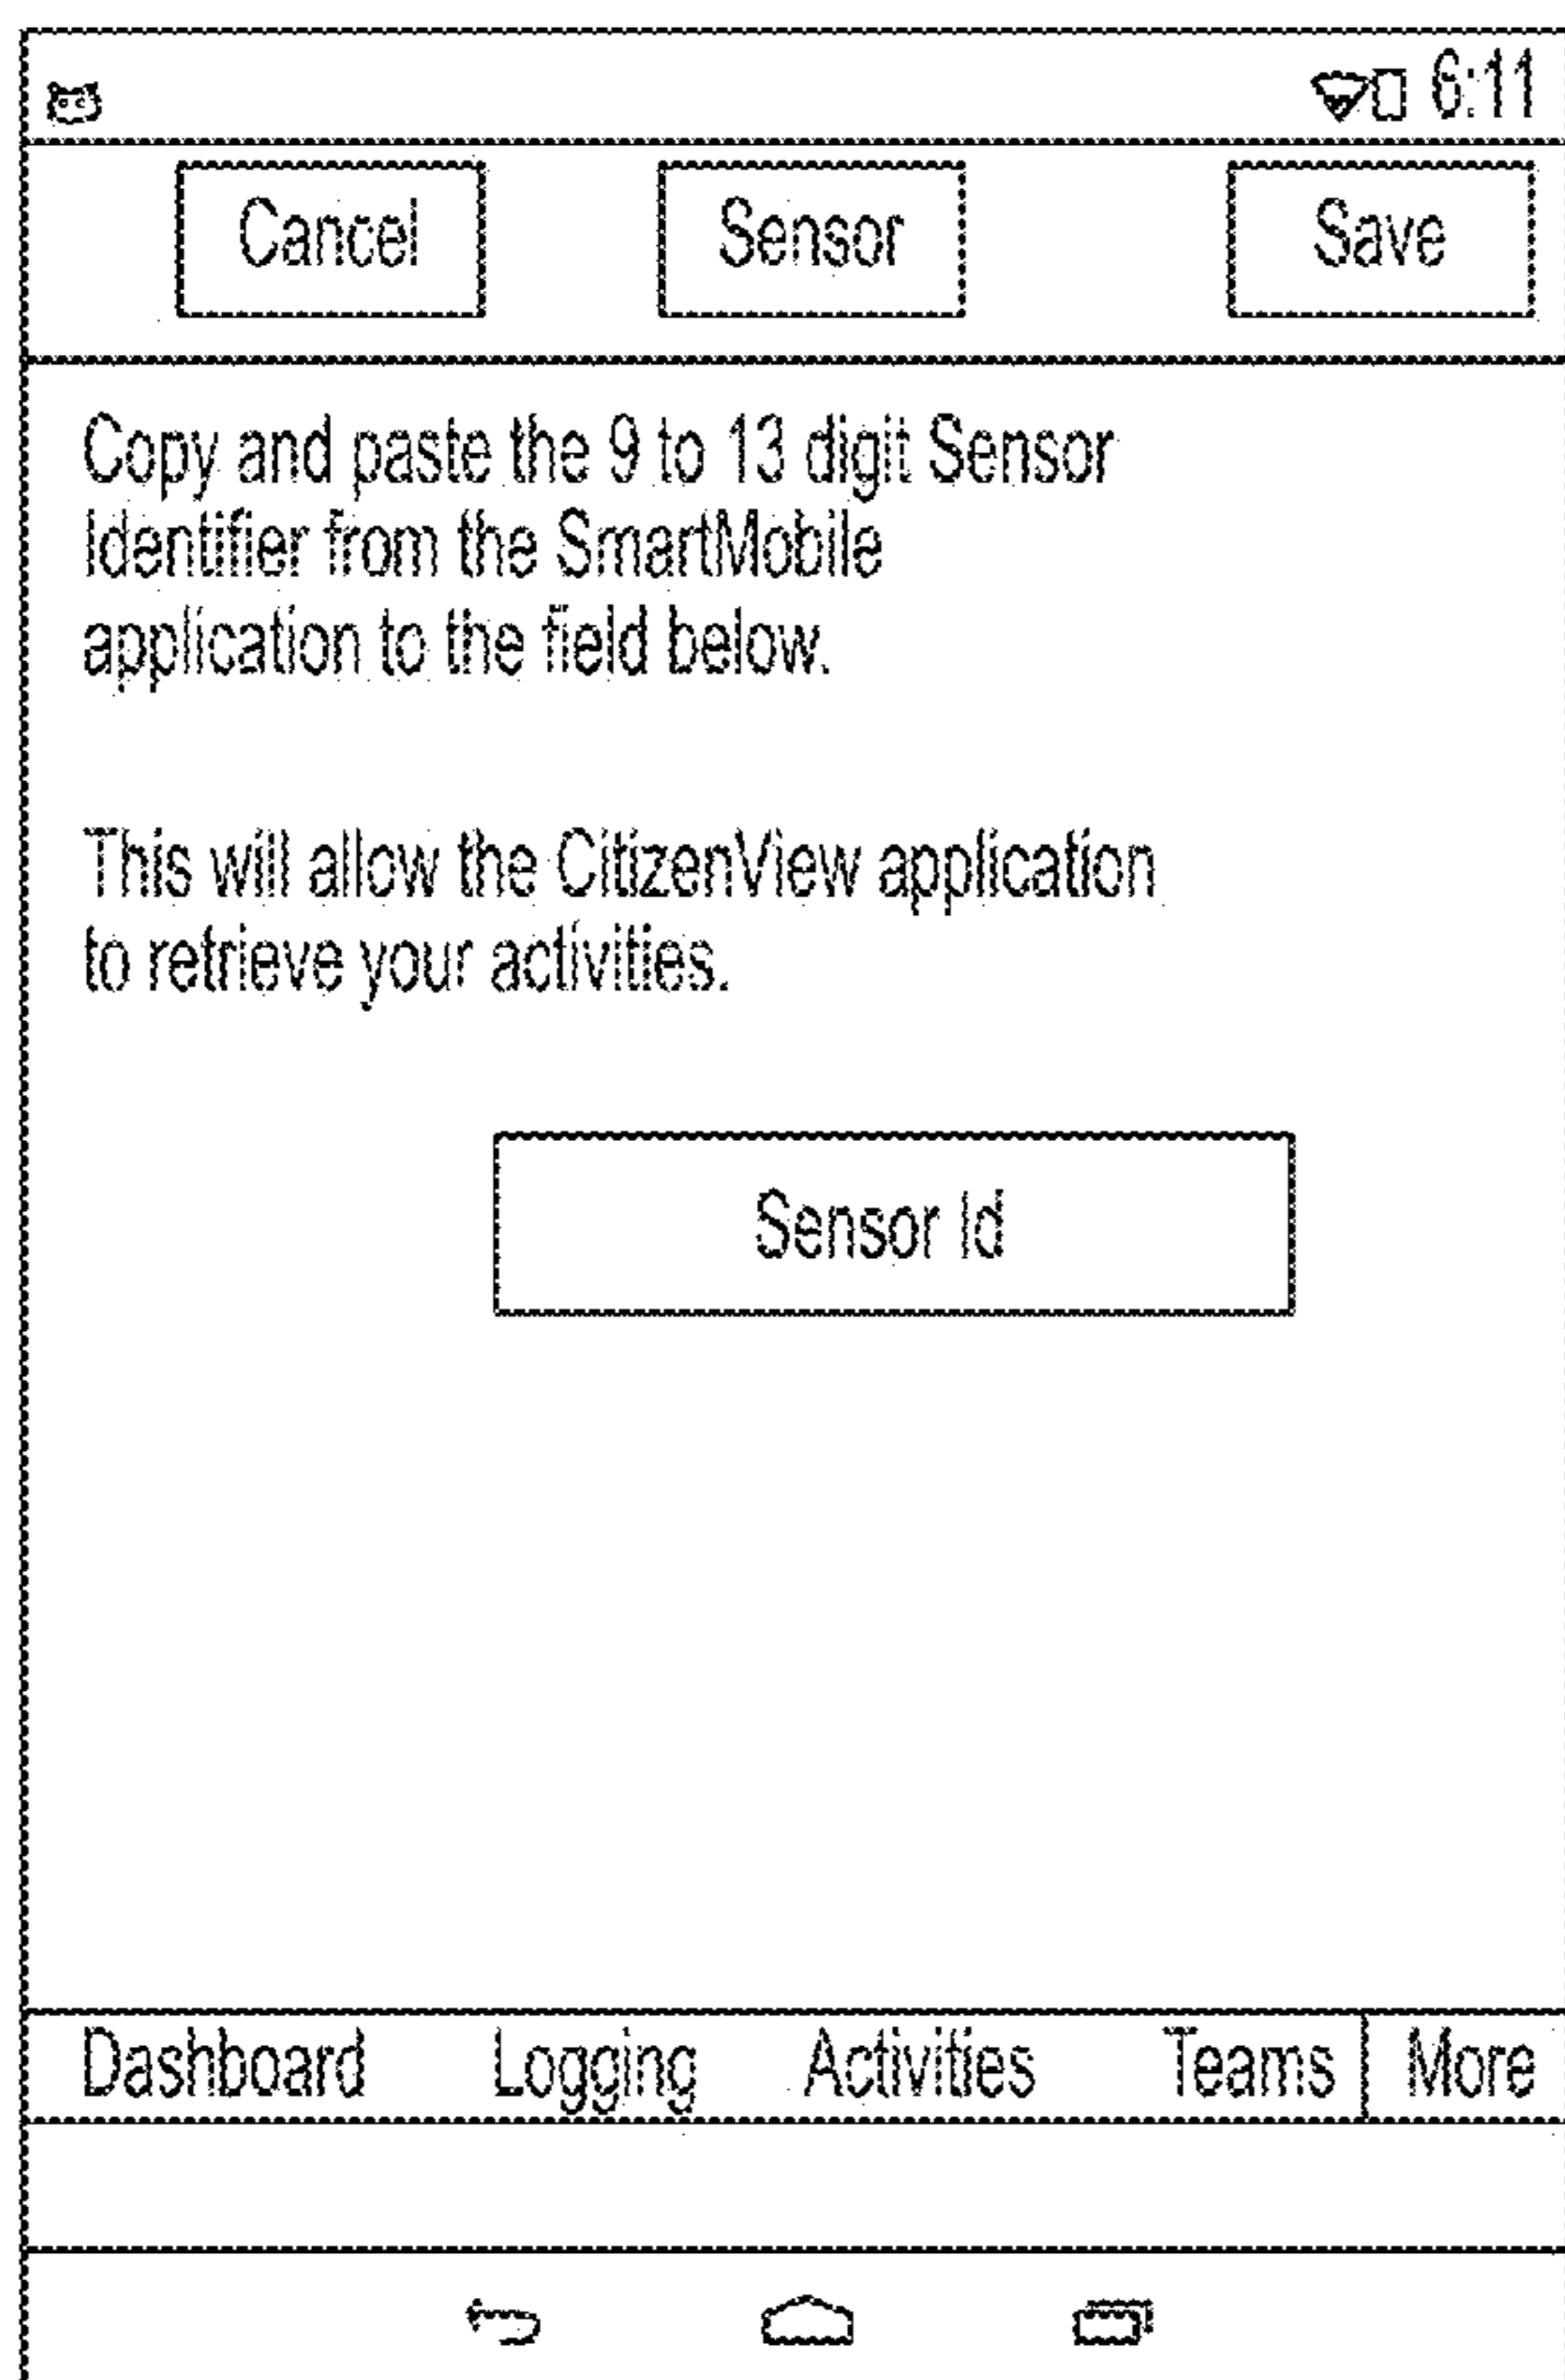 6:11
Cancel Sensor Save
Copy and paste the 9 to 13 digit Sensor
Identifier from the SmartMobile
application to the field below.
This will allow the CitizenView application
to retrieve your activities.
Sensor Id
Dashboard Logging Activities Teams More